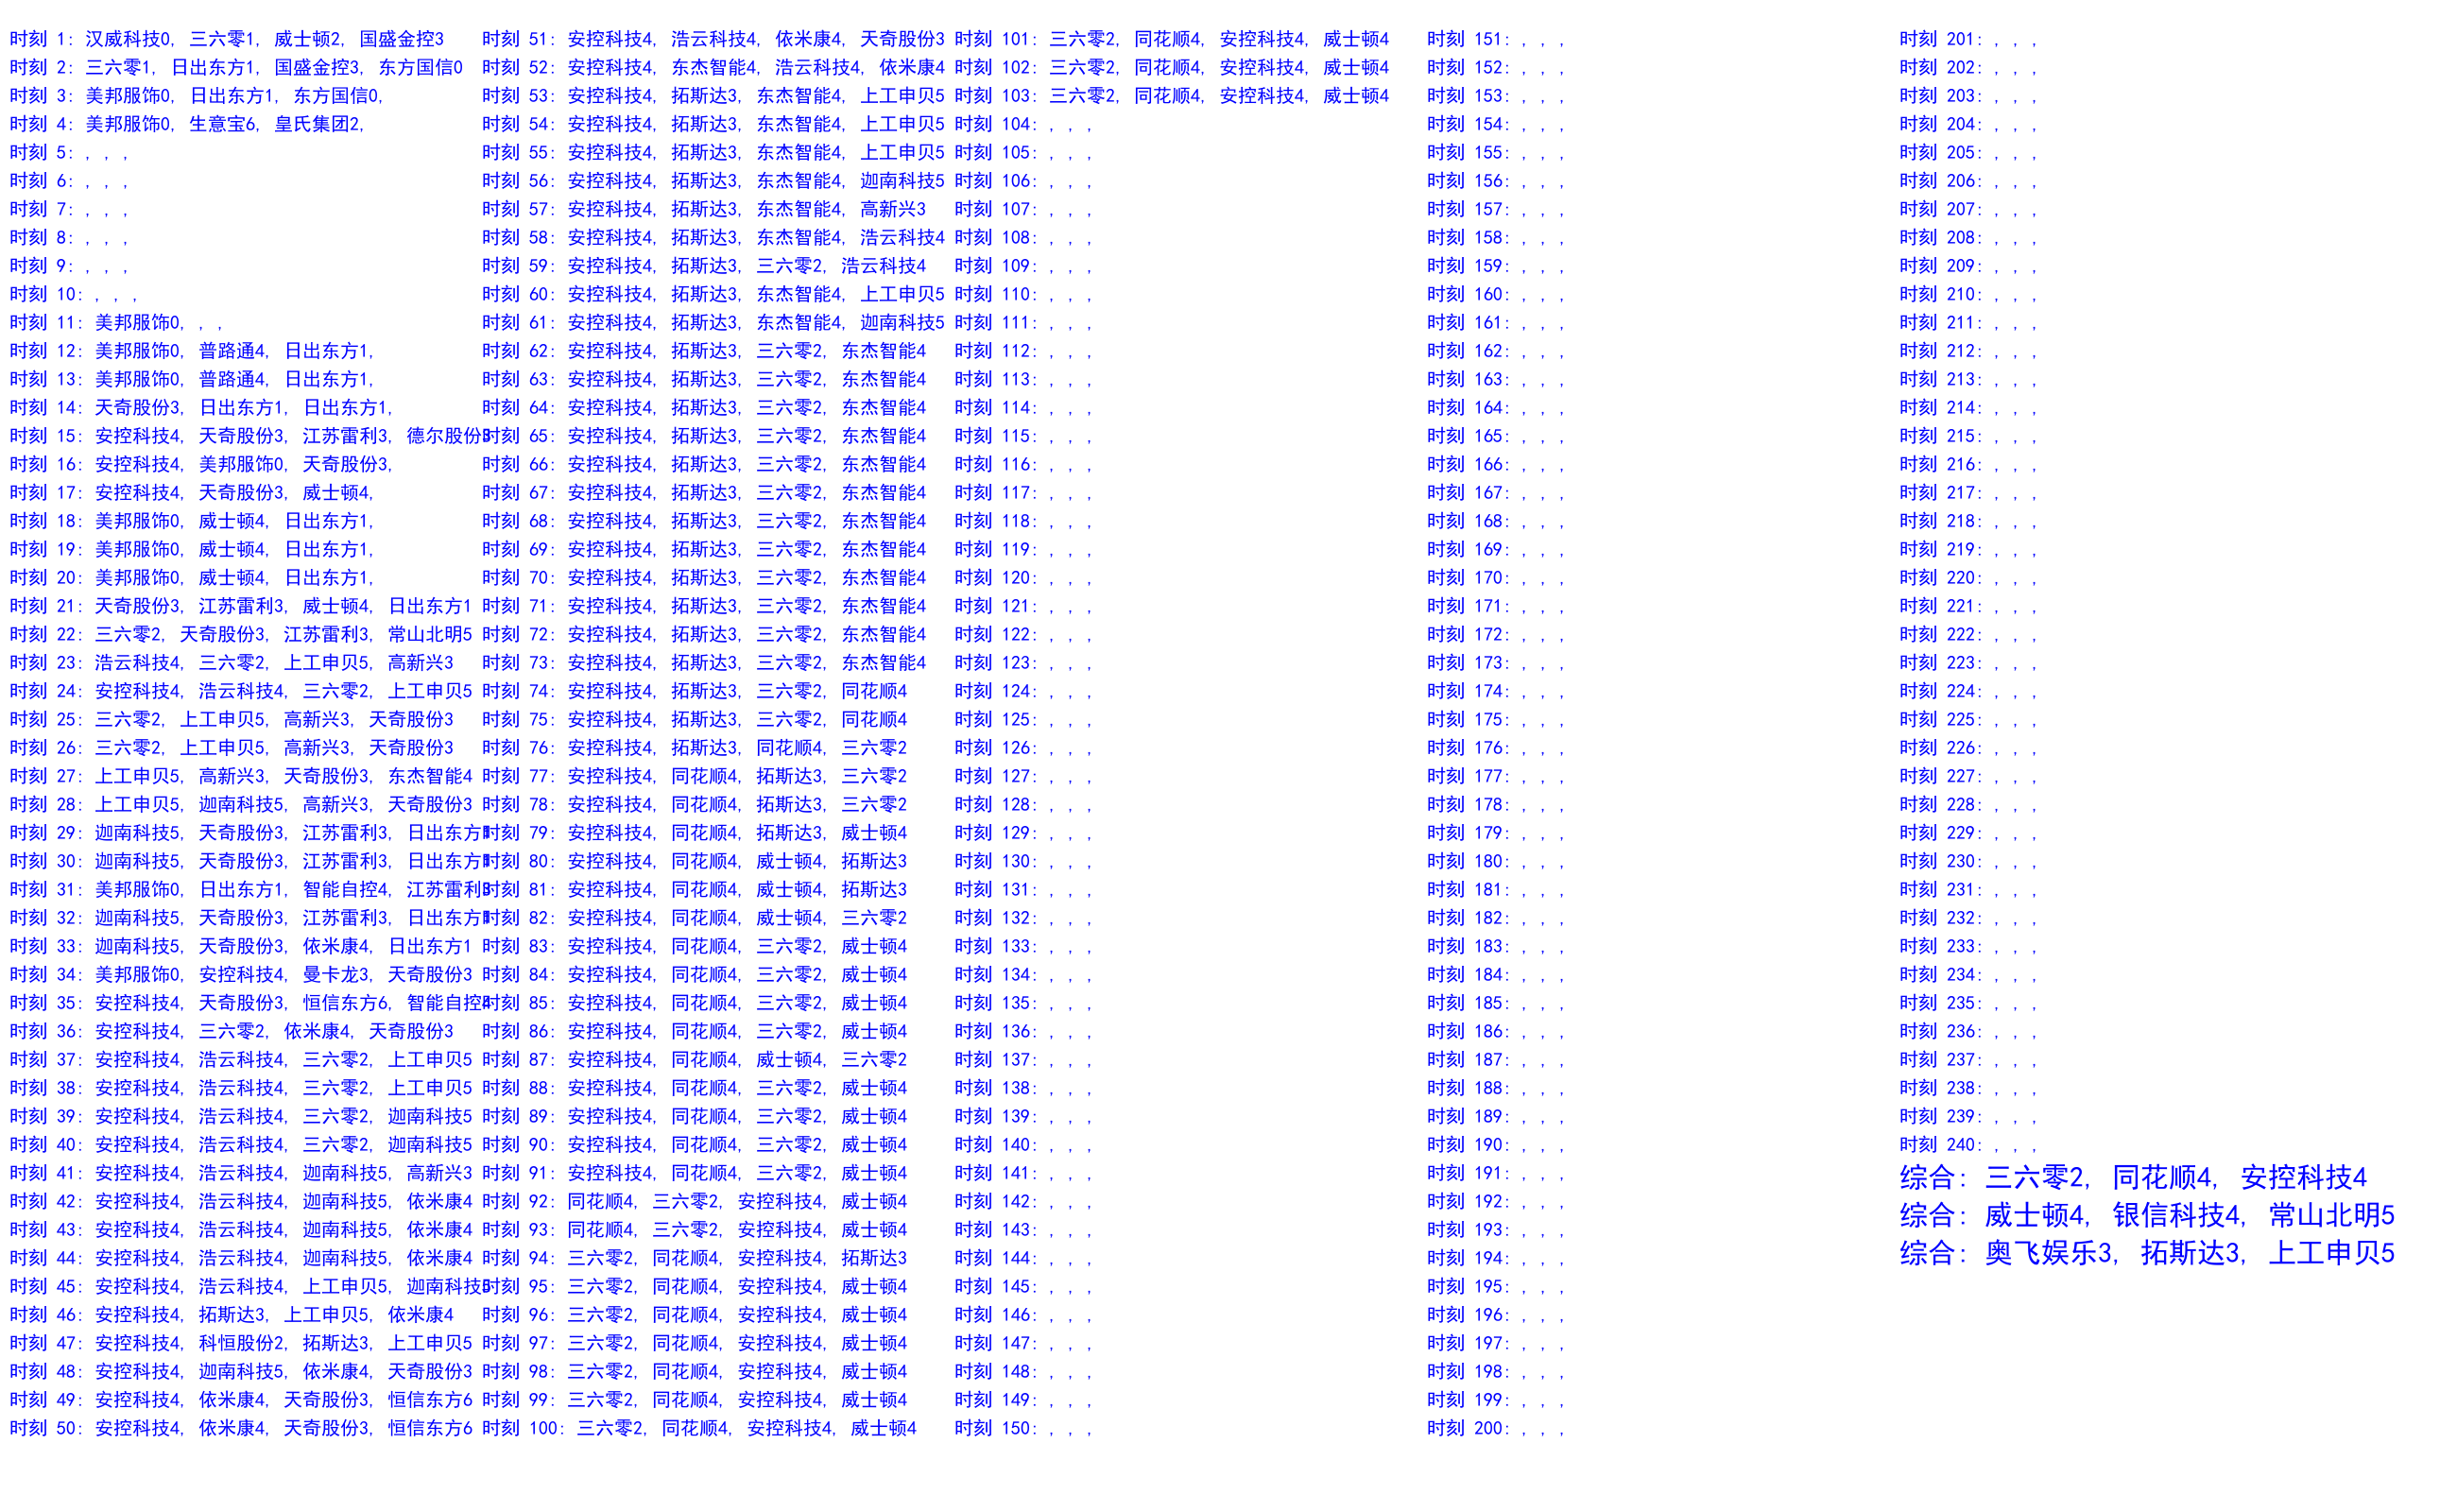 时刻 1: 汉威科技0, 三六零1, 威士顿2, 国盛金控3
时刻 2: 三六零1, 日出东方1, 国盛金控3, 东方国信0
时刻 3: 美邦服饰0, 日出东方1, 东方国信0,
时刻 4: 美邦服饰0, 生意宝6, 皇氏集团2,
时刻 5: , , ,
时刻 6: , , ,
时刻 7: , , ,
时刻 8: , , ,
时刻 9: , , ,
时刻 10: , , ,
时刻 11: 美邦服饰0, , ,
时刻 12: 美邦服饰0, 普路通4, 日出东方1,
时刻 13: 美邦服饰0, 普路通4, 日出东方1,
时刻 14: 天奇股份3, 日出东方1, 日出东方1,
时刻 15: 安控科技4, 天奇股份3, 江苏雷利3, 德尔股份3
时刻 16: 安控科技4, 美邦服饰0, 天奇股份3,
时刻 17: 安控科技4, 天奇股份3, 威士顿4,
时刻 18: 美邦服饰0, 威士顿4, 日出东方1,
时刻 19: 美邦服饰0, 威士顿4, 日出东方1,
时刻 20: 美邦服饰0, 威士顿4, 日出东方1,
时刻 21: 天奇股份3, 江苏雷利3, 威士顿4, 日出东方1
时刻 22: 三六零2, 天奇股份3, 江苏雷利3, 常山北明5
时刻 23: 浩云科技4, 三六零2, 上工申贝5, 高新兴3
时刻 24: 安控科技4, 浩云科技4, 三六零2, 上工申贝5
时刻 25: 三六零2, 上工申贝5, 高新兴3, 天奇股份3
时刻 26: 三六零2, 上工申贝5, 高新兴3, 天奇股份3
时刻 27: 上工申贝5, 高新兴3, 天奇股份3, 东杰智能4
时刻 28: 上工申贝5, 迦南科技5, 高新兴3, 天奇股份3
时刻 29: 迦南科技5, 天奇股份3, 江苏雷利3, 日出东方1
时刻 30: 迦南科技5, 天奇股份3, 江苏雷利3, 日出东方1
时刻 31: 美邦服饰0, 日出东方1, 智能自控4, 江苏雷利3
时刻 32: 迦南科技5, 天奇股份3, 江苏雷利3, 日出东方1
时刻 33: 迦南科技5, 天奇股份3, 依米康4, 日出东方1
时刻 34: 美邦服饰0, 安控科技4, 曼卡龙3, 天奇股份3
时刻 35: 安控科技4, 天奇股份3, 恒信东方6, 智能自控4
时刻 36: 安控科技4, 三六零2, 依米康4, 天奇股份3
时刻 37: 安控科技4, 浩云科技4, 三六零2, 上工申贝5
时刻 38: 安控科技4, 浩云科技4, 三六零2, 上工申贝5
时刻 39: 安控科技4, 浩云科技4, 三六零2, 迦南科技5
时刻 40: 安控科技4, 浩云科技4, 三六零2, 迦南科技5
时刻 41: 安控科技4, 浩云科技4, 迦南科技5, 高新兴3
时刻 42: 安控科技4, 浩云科技4, 迦南科技5, 依米康4
时刻 43: 安控科技4, 浩云科技4, 迦南科技5, 依米康4
时刻 44: 安控科技4, 浩云科技4, 迦南科技5, 依米康4
时刻 45: 安控科技4, 浩云科技4, 上工申贝5, 迦南科技5
时刻 46: 安控科技4, 拓斯达3, 上工申贝5, 依米康4
时刻 47: 安控科技4, 科恒股份2, 拓斯达3, 上工申贝5
时刻 48: 安控科技4, 迦南科技5, 依米康4, 天奇股份3
时刻 49: 安控科技4, 依米康4, 天奇股份3, 恒信东方6
时刻 50: 安控科技4, 依米康4, 天奇股份3, 恒信东方6
时刻 51: 安控科技4, 浩云科技4, 依米康4, 天奇股份3
时刻 52: 安控科技4, 东杰智能4, 浩云科技4, 依米康4
时刻 53: 安控科技4, 拓斯达3, 东杰智能4, 上工申贝5
时刻 54: 安控科技4, 拓斯达3, 东杰智能4, 上工申贝5
时刻 55: 安控科技4, 拓斯达3, 东杰智能4, 上工申贝5
时刻 56: 安控科技4, 拓斯达3, 东杰智能4, 迦南科技5
时刻 57: 安控科技4, 拓斯达3, 东杰智能4, 高新兴3
时刻 58: 安控科技4, 拓斯达3, 东杰智能4, 浩云科技4
时刻 59: 安控科技4, 拓斯达3, 三六零2, 浩云科技4
时刻 60: 安控科技4, 拓斯达3, 东杰智能4, 上工申贝5
时刻 61: 安控科技4, 拓斯达3, 东杰智能4, 迦南科技5
时刻 62: 安控科技4, 拓斯达3, 三六零2, 东杰智能4
时刻 63: 安控科技4, 拓斯达3, 三六零2, 东杰智能4
时刻 64: 安控科技4, 拓斯达3, 三六零2, 东杰智能4
时刻 65: 安控科技4, 拓斯达3, 三六零2, 东杰智能4
时刻 66: 安控科技4, 拓斯达3, 三六零2, 东杰智能4
时刻 67: 安控科技4, 拓斯达3, 三六零2, 东杰智能4
时刻 68: 安控科技4, 拓斯达3, 三六零2, 东杰智能4
时刻 69: 安控科技4, 拓斯达3, 三六零2, 东杰智能4
时刻 70: 安控科技4, 拓斯达3, 三六零2, 东杰智能4
时刻 71: 安控科技4, 拓斯达3, 三六零2, 东杰智能4
时刻 72: 安控科技4, 拓斯达3, 三六零2, 东杰智能4
时刻 73: 安控科技4, 拓斯达3, 三六零2, 东杰智能4
时刻 74: 安控科技4, 拓斯达3, 三六零2, 同花顺4
时刻 75: 安控科技4, 拓斯达3, 三六零2, 同花顺4
时刻 76: 安控科技4, 拓斯达3, 同花顺4, 三六零2
时刻 77: 安控科技4, 同花顺4, 拓斯达3, 三六零2
时刻 78: 安控科技4, 同花顺4, 拓斯达3, 三六零2
时刻 79: 安控科技4, 同花顺4, 拓斯达3, 威士顿4
时刻 80: 安控科技4, 同花顺4, 威士顿4, 拓斯达3
时刻 81: 安控科技4, 同花顺4, 威士顿4, 拓斯达3
时刻 82: 安控科技4, 同花顺4, 威士顿4, 三六零2
时刻 83: 安控科技4, 同花顺4, 三六零2, 威士顿4
时刻 84: 安控科技4, 同花顺4, 三六零2, 威士顿4
时刻 85: 安控科技4, 同花顺4, 三六零2, 威士顿4
时刻 86: 安控科技4, 同花顺4, 三六零2, 威士顿4
时刻 87: 安控科技4, 同花顺4, 威士顿4, 三六零2
时刻 88: 安控科技4, 同花顺4, 三六零2, 威士顿4
时刻 89: 安控科技4, 同花顺4, 三六零2, 威士顿4
时刻 90: 安控科技4, 同花顺4, 三六零2, 威士顿4
时刻 91: 安控科技4, 同花顺4, 三六零2, 威士顿4
时刻 92: 同花顺4, 三六零2, 安控科技4, 威士顿4
时刻 93: 同花顺4, 三六零2, 安控科技4, 威士顿4
时刻 94: 三六零2, 同花顺4, 安控科技4, 拓斯达3
时刻 95: 三六零2, 同花顺4, 安控科技4, 威士顿4
时刻 96: 三六零2, 同花顺4, 安控科技4, 威士顿4
时刻 97: 三六零2, 同花顺4, 安控科技4, 威士顿4
时刻 98: 三六零2, 同花顺4, 安控科技4, 威士顿4
时刻 99: 三六零2, 同花顺4, 安控科技4, 威士顿4
时刻 100: 三六零2, 同花顺4, 安控科技4, 威士顿4
时刻 101: 三六零2, 同花顺4, 安控科技4, 威士顿4
时刻 102: 三六零2, 同花顺4, 安控科技4, 威士顿4
时刻 103: 三六零2, 同花顺4, 安控科技4, 威士顿4
时刻 104: , , ,
时刻 105: , , ,
时刻 106: , , ,
时刻 107: , , ,
时刻 108: , , ,
时刻 109: , , ,
时刻 110: , , ,
时刻 111: , , ,
时刻 112: , , ,
时刻 113: , , ,
时刻 114: , , ,
时刻 115: , , ,
时刻 116: , , ,
时刻 117: , , ,
时刻 118: , , ,
时刻 119: , , ,
时刻 120: , , ,
时刻 121: , , ,
时刻 122: , , ,
时刻 123: , , ,
时刻 124: , , ,
时刻 125: , , ,
时刻 126: , , ,
时刻 127: , , ,
时刻 128: , , ,
时刻 129: , , ,
时刻 130: , , ,
时刻 131: , , ,
时刻 132: , , ,
时刻 133: , , ,
时刻 134: , , ,
时刻 135: , , ,
时刻 136: , , ,
时刻 137: , , ,
时刻 138: , , ,
时刻 139: , , ,
时刻 140: , , ,
时刻 141: , , ,
时刻 142: , , ,
时刻 143: , , ,
时刻 144: , , ,
时刻 145: , , ,
时刻 146: , , ,
时刻 147: , , ,
时刻 148: , , ,
时刻 149: , , ,
时刻 150: , , ,
时刻 151: , , ,
时刻 152: , , ,
时刻 153: , , ,
时刻 154: , , ,
时刻 155: , , ,
时刻 156: , , ,
时刻 157: , , ,
时刻 158: , , ,
时刻 159: , , ,
时刻 160: , , ,
时刻 161: , , ,
时刻 162: , , ,
时刻 163: , , ,
时刻 164: , , ,
时刻 165: , , ,
时刻 166: , , ,
时刻 167: , , ,
时刻 168: , , ,
时刻 169: , , ,
时刻 170: , , ,
时刻 171: , , ,
时刻 172: , , ,
时刻 173: , , ,
时刻 174: , , ,
时刻 175: , , ,
时刻 176: , , ,
时刻 177: , , ,
时刻 178: , , ,
时刻 179: , , ,
时刻 180: , , ,
时刻 181: , , ,
时刻 182: , , ,
时刻 183: , , ,
时刻 184: , , ,
时刻 185: , , ,
时刻 186: , , ,
时刻 187: , , ,
时刻 188: , , ,
时刻 189: , , ,
时刻 190: , , ,
时刻 191: , , ,
时刻 192: , , ,
时刻 193: , , ,
时刻 194: , , ,
时刻 195: , , ,
时刻 196: , , ,
时刻 197: , , ,
时刻 198: , , ,
时刻 199: , , ,
时刻 200: , , ,
时刻 201: , , ,
时刻 202: , , ,
时刻 203: , , ,
时刻 204: , , ,
时刻 205: , , ,
时刻 206: , , ,
时刻 207: , , ,
时刻 208: , , ,
时刻 209: , , ,
时刻 210: , , ,
时刻 211: , , ,
时刻 212: , , ,
时刻 213: , , ,
时刻 214: , , ,
时刻 215: , , ,
时刻 216: , , ,
时刻 217: , , ,
时刻 218: , , ,
时刻 219: , , ,
时刻 220: , , ,
时刻 221: , , ,
时刻 222: , , ,
时刻 223: , , ,
时刻 224: , , ,
时刻 225: , , ,
时刻 226: , , ,
时刻 227: , , ,
时刻 228: , , ,
时刻 229: , , ,
时刻 230: , , ,
时刻 231: , , ,
时刻 232: , , ,
时刻 233: , , ,
时刻 234: , , ,
时刻 235: , , ,
时刻 236: , , ,
时刻 237: , , ,
时刻 238: , , ,
时刻 239: , , ,
时刻 240: , , ,
综合: 三六零2, 同花顺4, 安控科技4
综合: 威士顿4, 银信科技4, 常山北明5
综合: 奥飞娱乐3, 拓斯达3, 上工申贝5